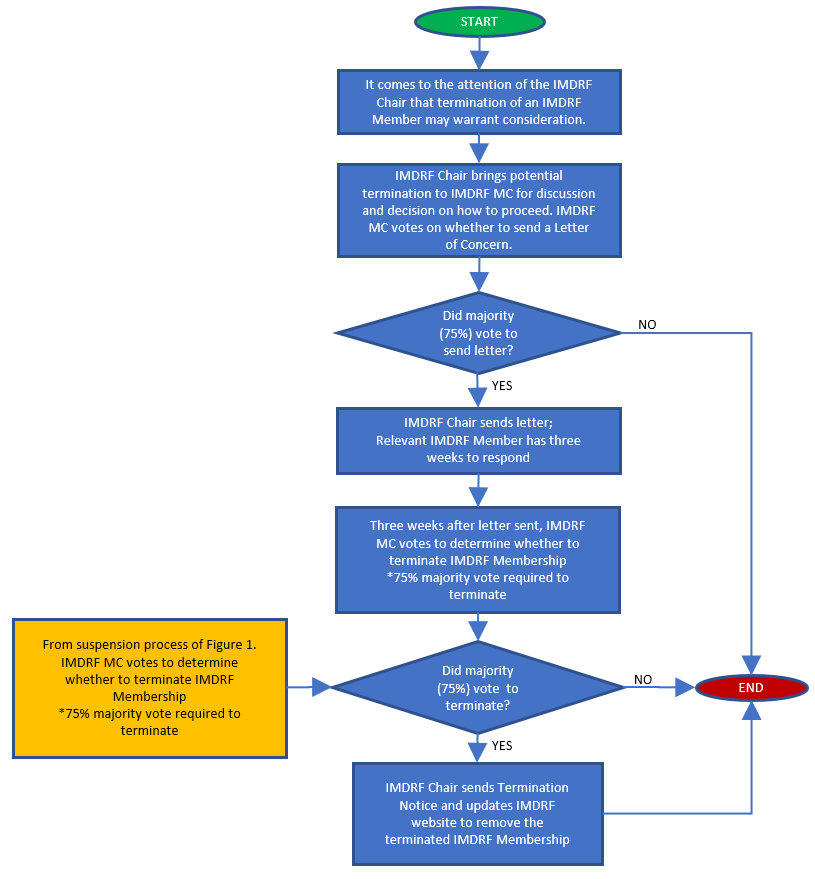 START
It comes to the attention of the IMDRF
Chair that termination of an IMDRF
Member may warrant consideration.
IMDRF Chair brings potential
termination to IMDRF MC for discussion
and decision on how to proceed. IMDRF
MC votes on whether to send a Letter
of Concern.
Did majority
(75%) vote to
send letter?
NO
YES
IMDRF Chair sends letter;
Relevant IMDRF Member has three
weeks to respond
Three weeks after letter sent, IMDRF
MC votes to determine whether to
terminate IMDRF Membership
*75% majority vote required to
terminate
From suspension process of Figure 1.
IMDRF MC votes to determine
whether to terminate IMDRF
Membership
*75% majority vote required to
terminate
Did majority
(75%) vote to
terminate?
NO
END
YES
IMDRF Chair sends Termination
Notice and updates IMDRF
website to remove the
terminated IMDRF Membership